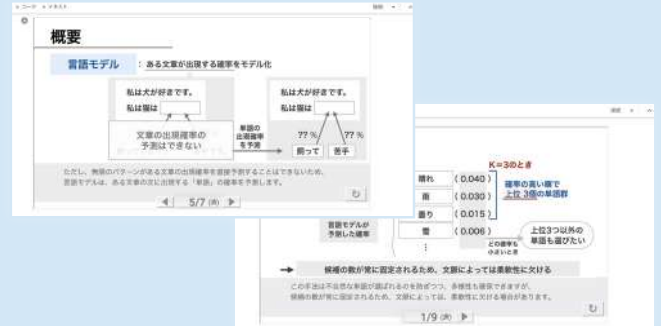 + コード + テキスト
概要
言語モデル ： ある文章が出現する確率をモデル化
私は犬が好きです。
私は猫は
文章の出現確率の
予測はできない
単語の
出現確率
を予測
私は犬が好きです。
私は猫は
?? % ?? %
飼って 苦手
ただし、無限のパターンがある文章の出現確率を直接予測することはできないため、
言語モデルは、ある文章の次に出現する「単語」の確率を予測します。
5/7
K=3のとき
晴れ ( 0.040 )
雨 ( 0.030 )
曇り ( 0.015 )
雪 ( 0.006 )
⋮
確率の高い順で
上位 3個の単語群
言語モデルが
予測した確率
どの確率も
小さいとき
上位3つ以外の
単語も選びたい
→ 候補の数が常に固定されるため、文脈によっては柔軟性に欠ける
この手法は不自然な単語が選ばれるのを防ぎつつ、多様性も確保できますが、
候補の数が常に固定されるため、文脈によっては、柔軟性に欠ける場合があります。
1/9